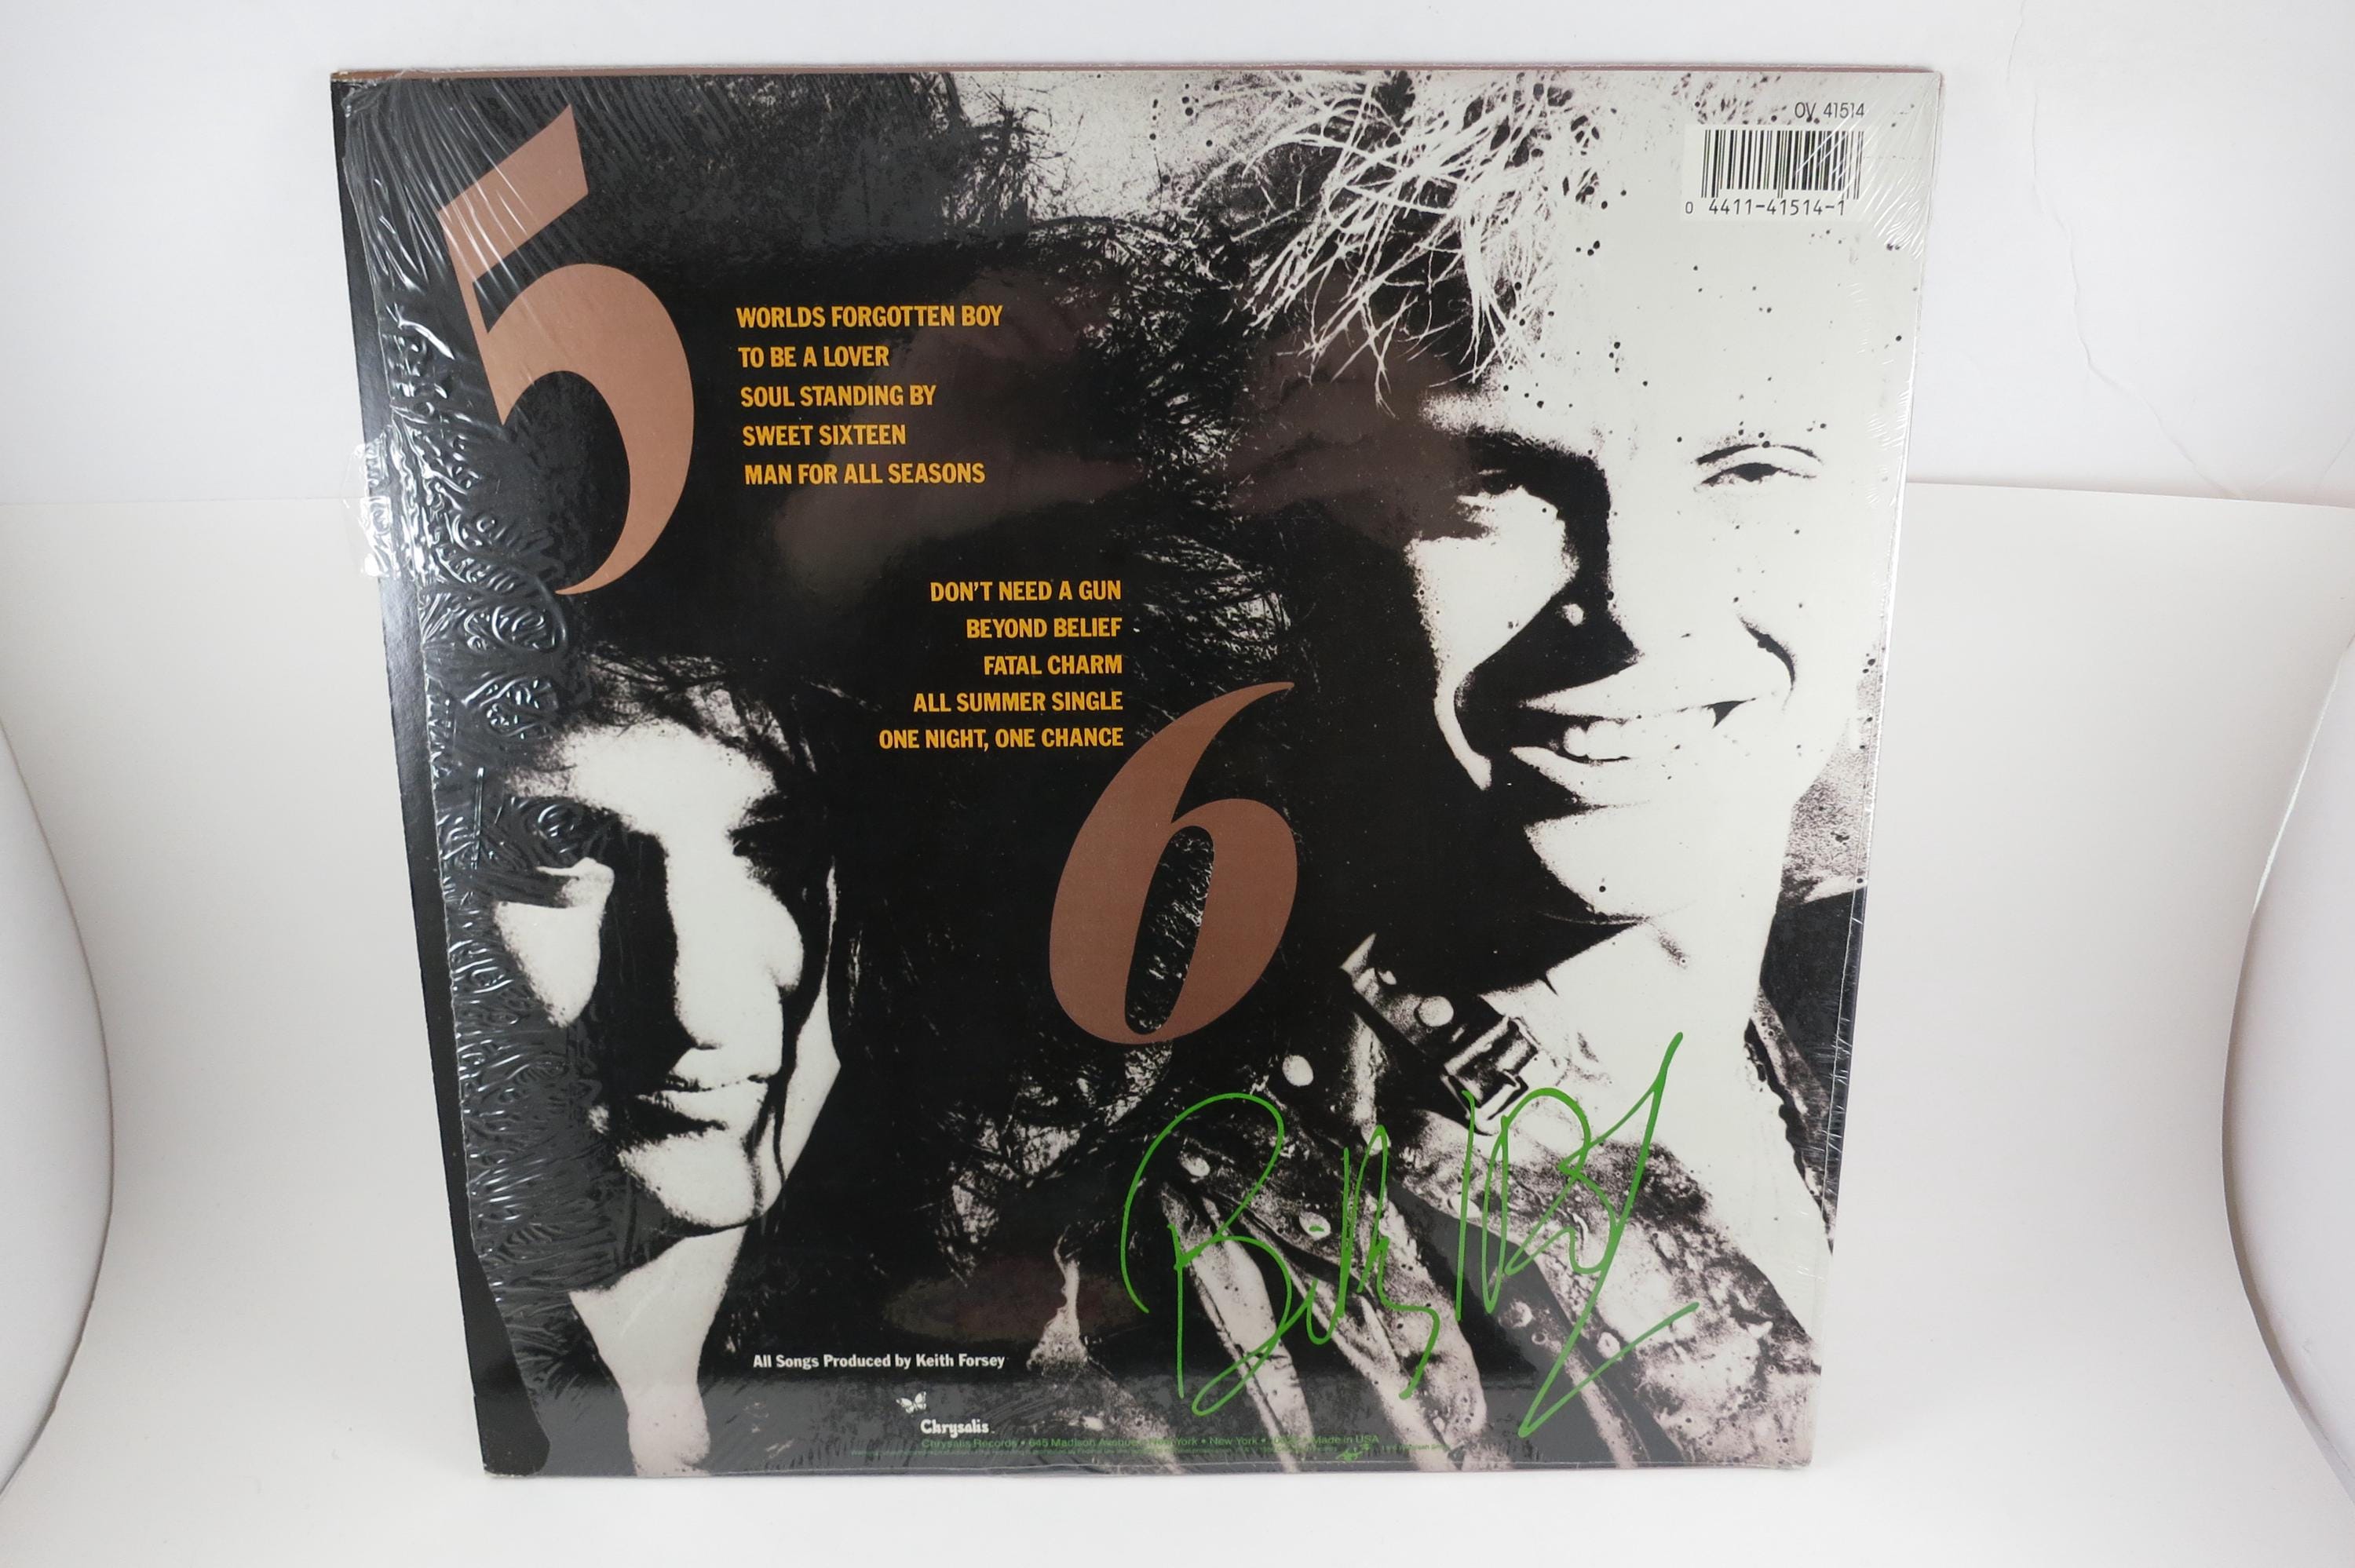 OV 41514
0 4411-41514-1
5
WORLDS FORGOTTEN BOY
TO BE A LOVER
SOUL STANDING BY
SWEET SIXTEEN
MAN FOR ALL SEASONS
DON'T NEED A GUN
BEYOND BELIEF
FATAL CHARM
ALL SUMMER SINGLE
ONE NIGHT, ONE CHANCE
6
Billy Idol
All Songs Produced by Keith Forsey
Chrysalis
Chrysalis Records • 645 Madison Avenue • New York • New York • Made in USA